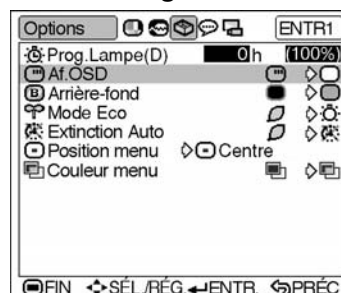 Options ENTR1
Prog.Lampe(D) 0 h (100%)
Af.OSD
B Arrière-fond
Mode Eco
Extinction Auto
Position menu Centre
Couleur menu
FIN SÉL./RÉG ENTR. PRÉC